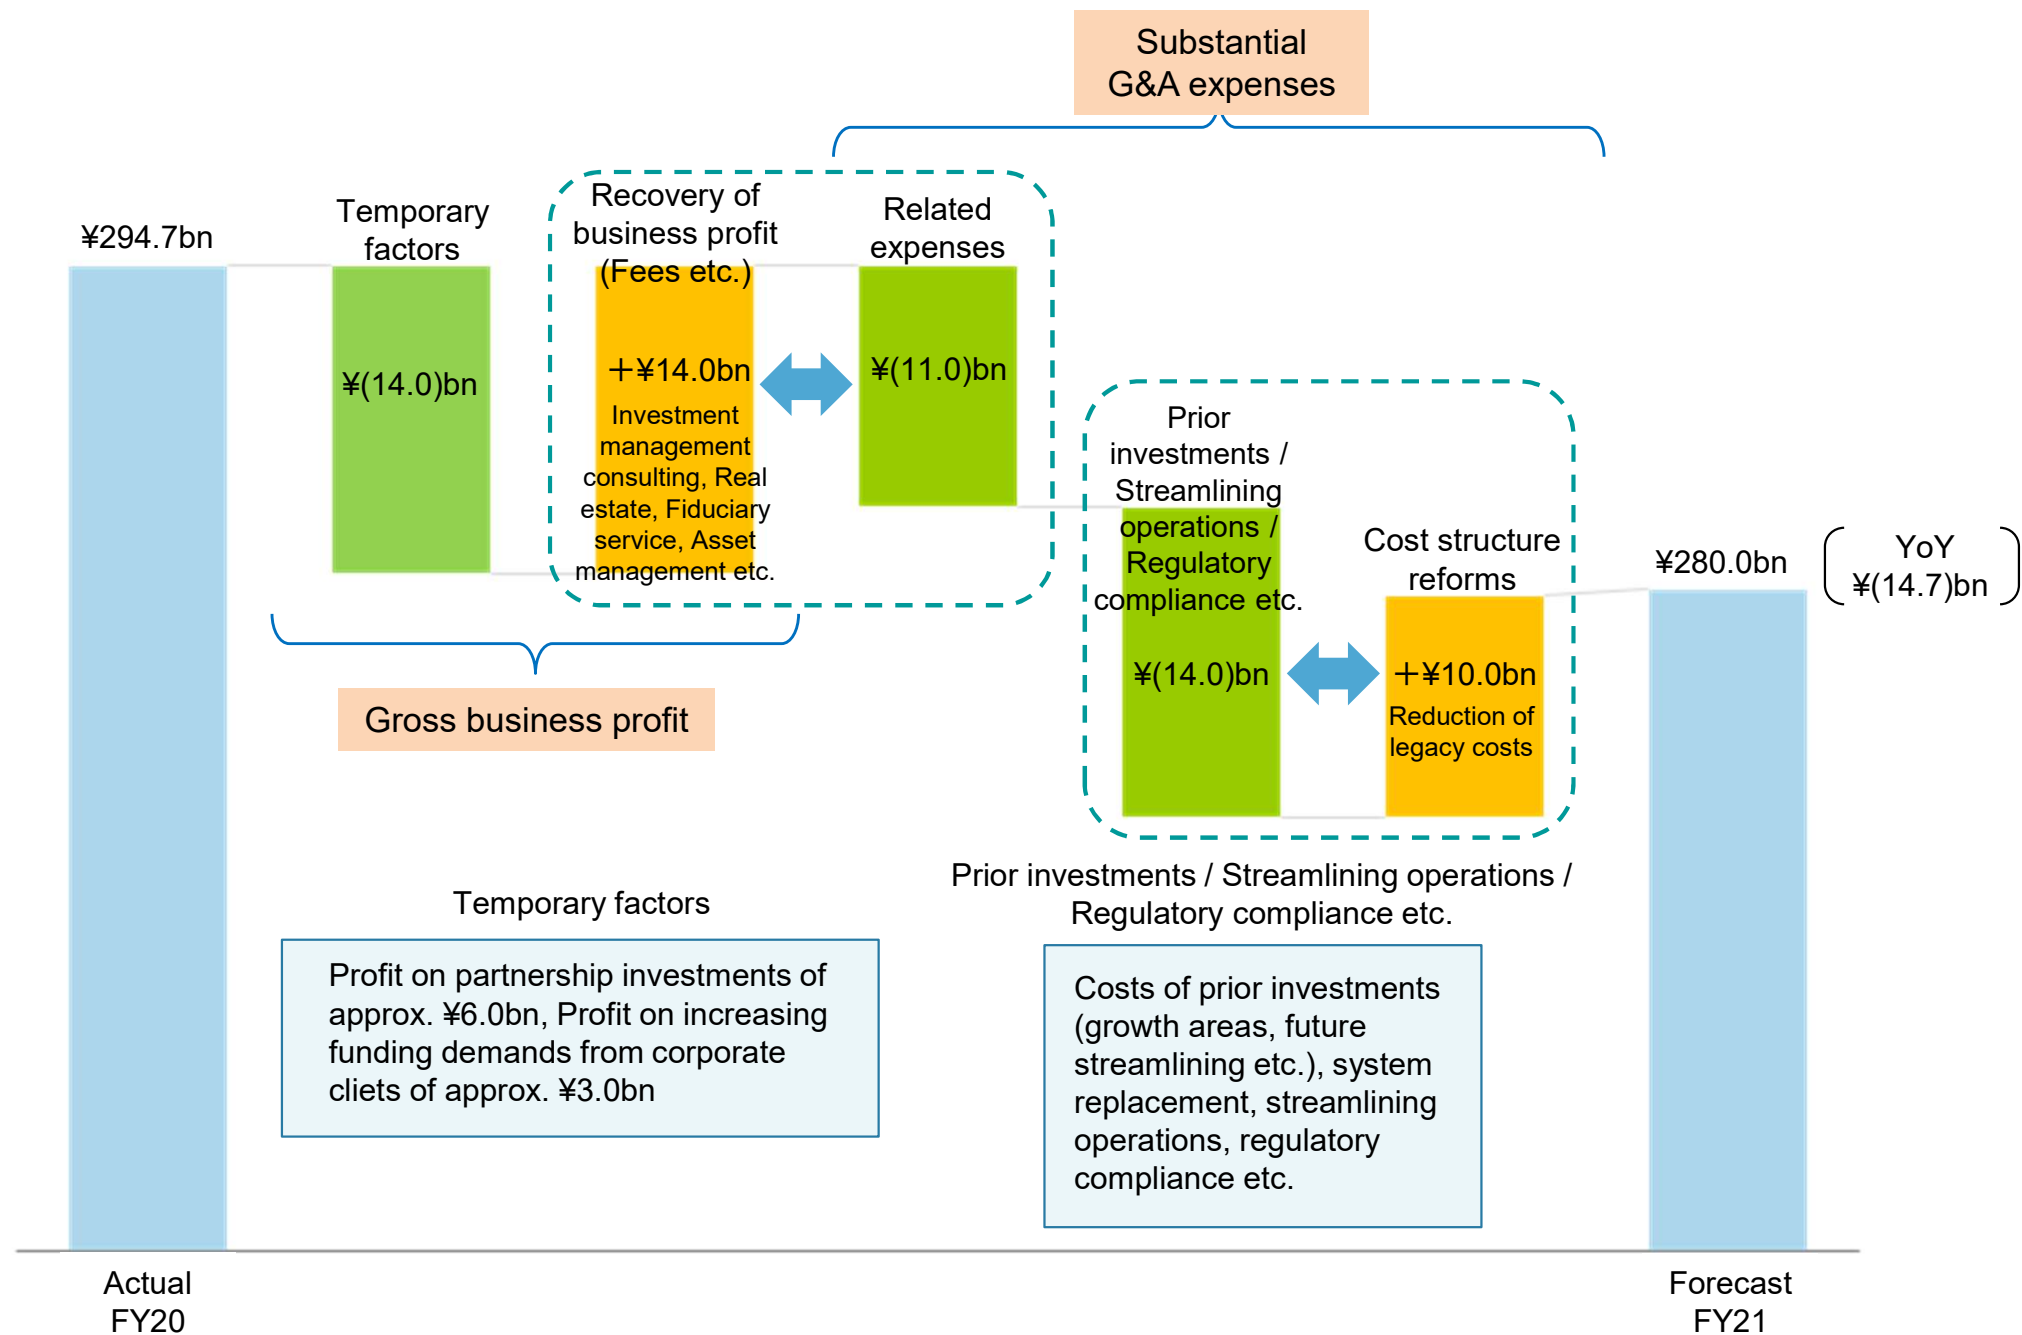 Substantial
G&A expenses
¥294.7bn
Temporary
factors
¥(14.0)bn
Recovery of
business profit
(Fees etc.)
+¥14.0bn
Investment
management
consulting, Real
estate, Fiduciary
service, Asset
management etc.
Related
expenses
¥(11.0)bn
Prior
investments /
Streamlining
operations /
Regulatory
compliance etc.
¥(14.0)bn
Cost structure
reforms
+¥10.0bn
Reduction of
legacy costs
¥280.0bn
YoY
¥(14.7)bn
Gross business profit
Temporary factors
Profit on partnership investments of
approx. ¥6.0bn, Profit on increasing
funding demands from corporate
cliets of approx. ¥3.0bn
Prior investments / Streamlining operations /
Regulatory compliance etc.
Costs of prior investments
(growth areas, future
streamlining etc.), system
replacement, streamlining
operations, regulatory
compliance etc.
Actual
FY20
Forecast
FY21